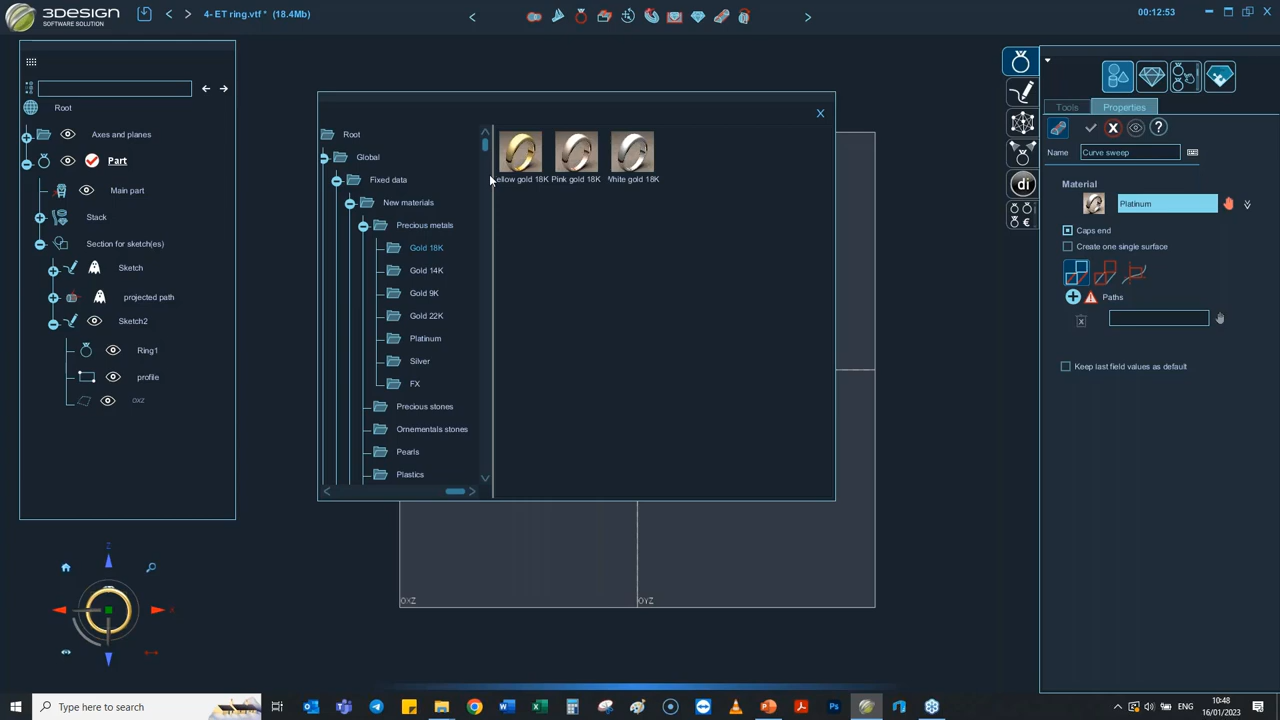 3DESIGN
SOFTWARE SOLUTION
4- ET ring.vtf * (18.4Mb)
00:12:53
Root
Axes and planes
Part
Main part
Stack
Section for sketch(es)
Sketch
projected path
Sketch2
Ring1
profile
OXZ
Z
X
Root
Global
Fixed data
New materials
Precious metals
Gold 18K
Gold 14K
Gold 9K
Gold 22K
Platinum
Silver
FX
Precious stones
Ornementals stones
Pearls
Plastics
ellow gold 18K
Pink gold 18K
White gold 18K
OXZ
OYZ
Tools
Properties
Name
Curve sweep
Material
Platinum
Caps end
Create one single surface
Paths
Keep last field values as default
Type here to search
ENG
10:48
16/01/2023